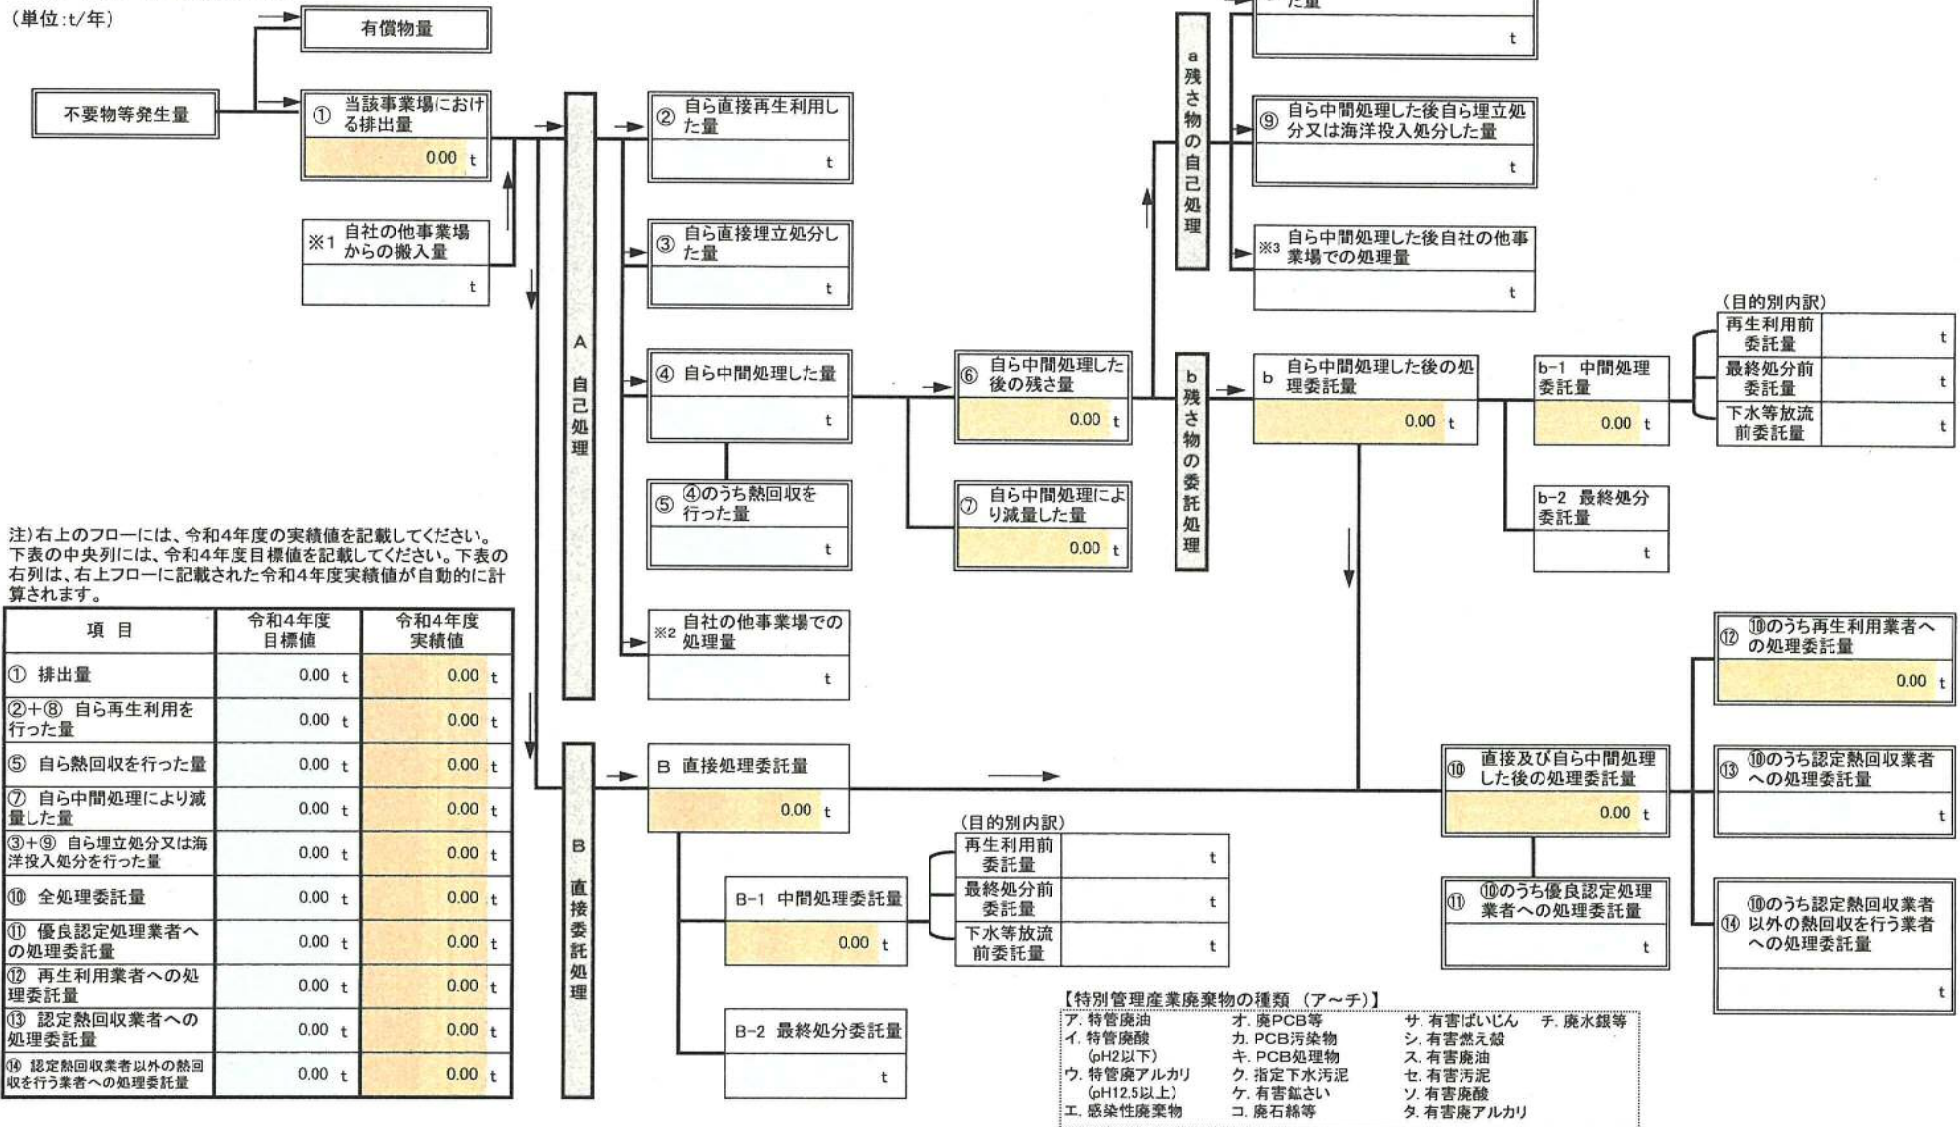 (単位:t/年)
有償物量
不要物等発生量
① 当該事業場におけ
る排出量
0.00 t
※1 自社の他事業場
からの搬入量
t
A 自己処理
② 自ら直接再生利用し
た量
t
③ 自ら直接埋立処分し
た量
t
④ 自ら中間処理した量
t
⑤ ④のうち熱回収を
行った量
t
※2 自社の他事業場での
処理量
t
⑥ 自ら中間処理した
後の残さ量
0.00 t
⑦ 自ら中間処理によ
り減量した量
0.00 t
a 残さ物の自己処理
た量
t
⑨ 自ら中間処理した後自ら埋立処
分又は海洋投入処分した量
t
※3 自ら中間処理した後自社の他事
業場での処理量
t
b 残さ物の委託処理
b 自ら中間処理した後の処
理委託量
0.00 t
b-1 中間処理
委託量
0.00 t
(目的別内訳)
再生利用前
委託量 t
最終処分前
委託量 t
下水等放流
前委託量 t
b-2 最終処分
委託量
t
注)右上のフローには、令和4年度の実績値を記載してください。
下表の中央列には、令和4年度目標値を記載してください。下表の
右列は、右上フローに記載された令和4年度実績値が自動的に計
算されます。
項 目 令和4年度 目標値 令和4年度 実績値
① 排出量 0.00 t 0.00 t
②+⑧ 自ら再生利用を
行った量 0.00 t 0.00 t
⑤ 自ら熱回収を行った量 0.00 t 0.00 t
⑦ 自ら中間処理により減
量した量 0.00 t 0.00 t
③+⑨ 自ら埋立処分又は海
洋投入処分を行った量 0.00 t 0.00 t
⑩ 全処理委託量 0.00 t 0.00 t
⑪ 優良認定処理業者へ
の処理委託量 0.00 t 0.00 t
⑫ 再生利用業者への処
理委託量 0.00 t 0.00 t
⑬ 認定熱回収業者への
処理委託量 0.00 t 0.00 t
⑭ 認定熱回収業者以外の熱回
収を行う業者への処理委託量 0.00 t 0.00 t
B 直接委託処理
B 直接処理委託量
0.00 t
B-1 中間処理委託量
0.00 t
(目的別内訳)
再生利用前
委託量 t
最終処分前
委託量 t
下水等放流
前委託量 t
B-2 最終処分委託量
t
⑩ 直接及び自ら中間処理
した後の処理委託量
0.00 t
⑪ ⑩のうち優良認定処理
業者への処理委託量
t
⑫ ⑩のうち再生利用業者へ
の処理委託量
0.00 t
⑬ ⑩のうち認定熱回収業者
への処理委託量
t
⑭ ⑩のうち認定熱回収業者
以外の熱回収を行う業者
への処理委託量
t
【特別管理産業廃棄物の種類 (ア~チ)】
ア. 特管廃油 オ. 廃PCB等 サ. 有害ばいじん チ. 廃水銀等
イ. 特管廃酸 カ. PCB汚染物 シ. 有害燃え殻
(pH2以下) キ. PCB処理物 ス. 有害廃油
ウ. 特管廃アルカリ ク. 指定下水汚泥 セ. 有害汚泥
(pH12.5以上) ケ. 有害鉱さい ソ. 有害廃酸
エ. 感染性廃棄物 コ. 廃石綿等 タ. 有害廃アルカリ